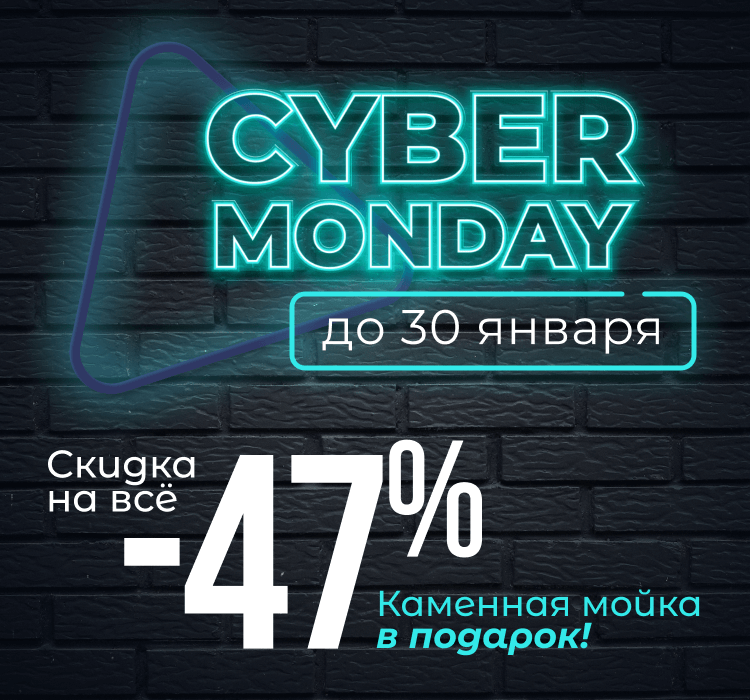 CYBER
MONDAY
до 30 января
Скидка
на всё
-47%
Каменная мойка
в подарок!